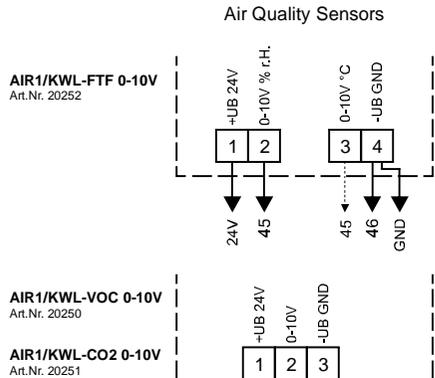 Air Quality Sensors
AIR1/KWL-FTF 0-10V
Art.Nr. 20252
+UB 24V
0-10V % r.H.
0-10V °C
-UB GND
1 2 3 4
24V
45
45
46
GND
AIR1/KWL-VOC 0-10V
Art.Nr. 20250
AIR1/KWL-CO2 0-10V
Art.Nr. 20251
+UB 24V
0-10V
-UB GND
1 2 3